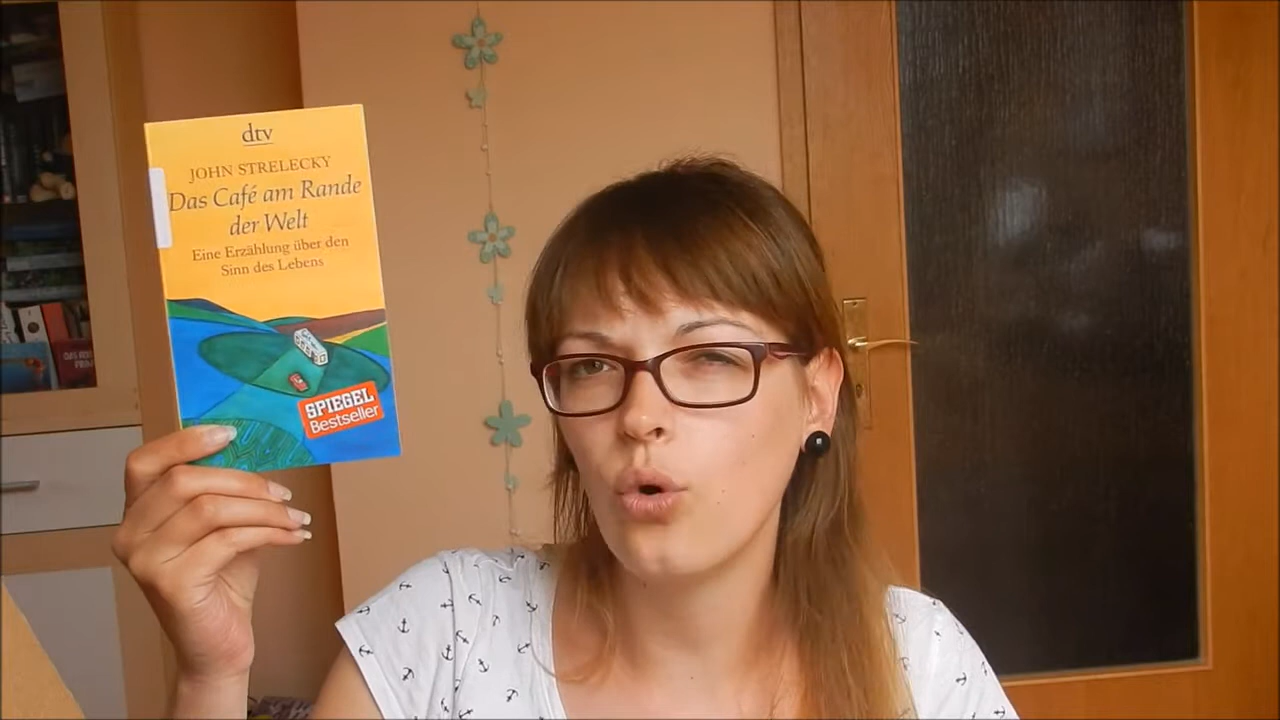 dtv
JOHN STRELECKY
Das Café am Rande
der Welt
Eine Erzählung über den
Sinn des Lebens
SPIEGEL
Bestseller